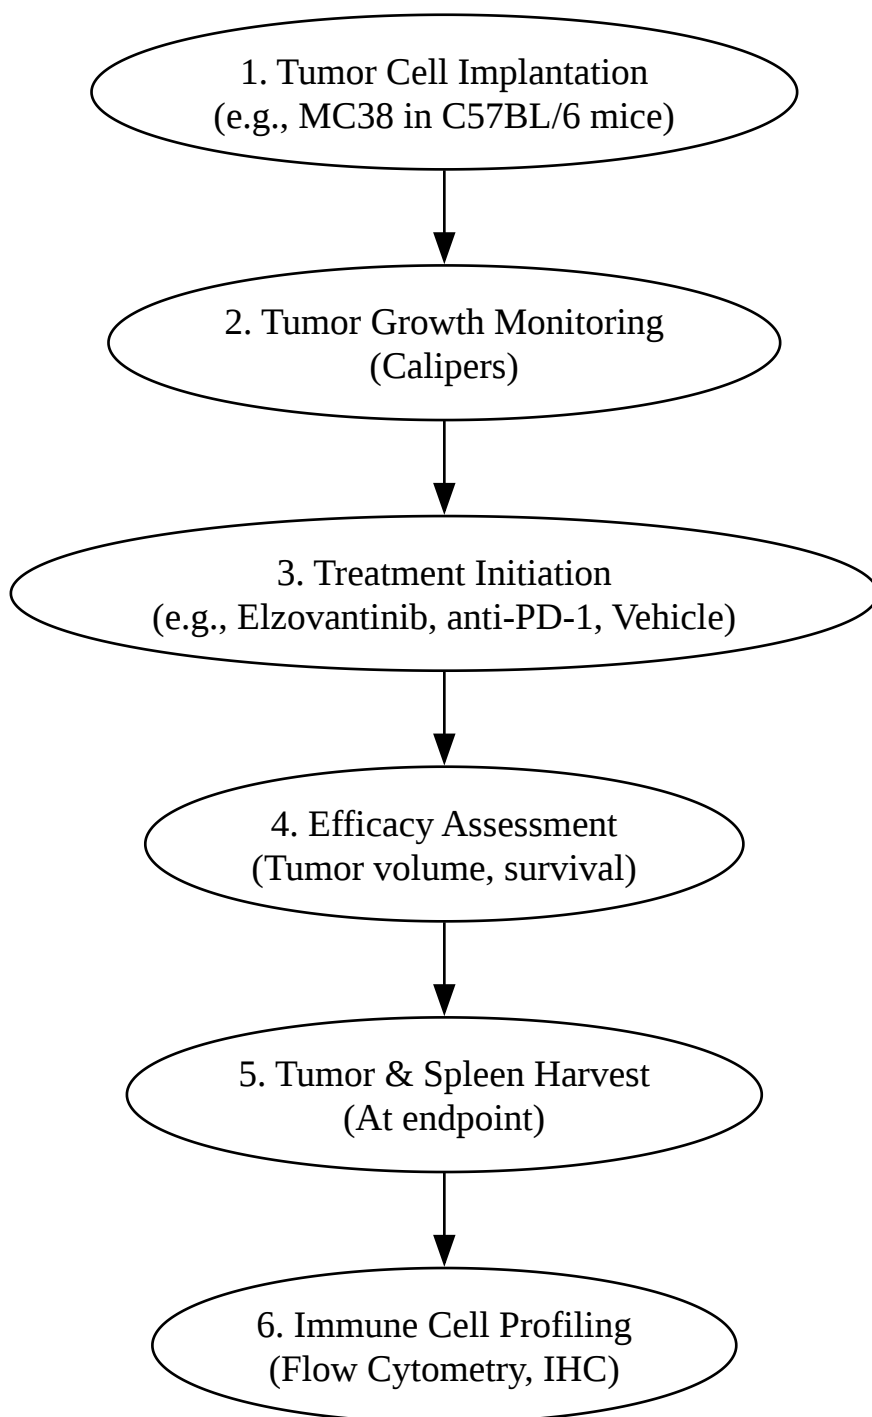 1. Tumor Cell Implantation
(e.g., MC38 in C57BL/6 mice)
2. Tumor Growth Monitoring
(Calipers)
3. Treatment Initiation
(e.g., Elzovantinib, anti-PD-1, Vehicle)
4. Efficacy Assessment
(Tumor volume, survival)
5. Tumor & Spleen Harvest
(At endpoint)
6. Immune Cell Profiling
(Flow Cytometry, IHC)